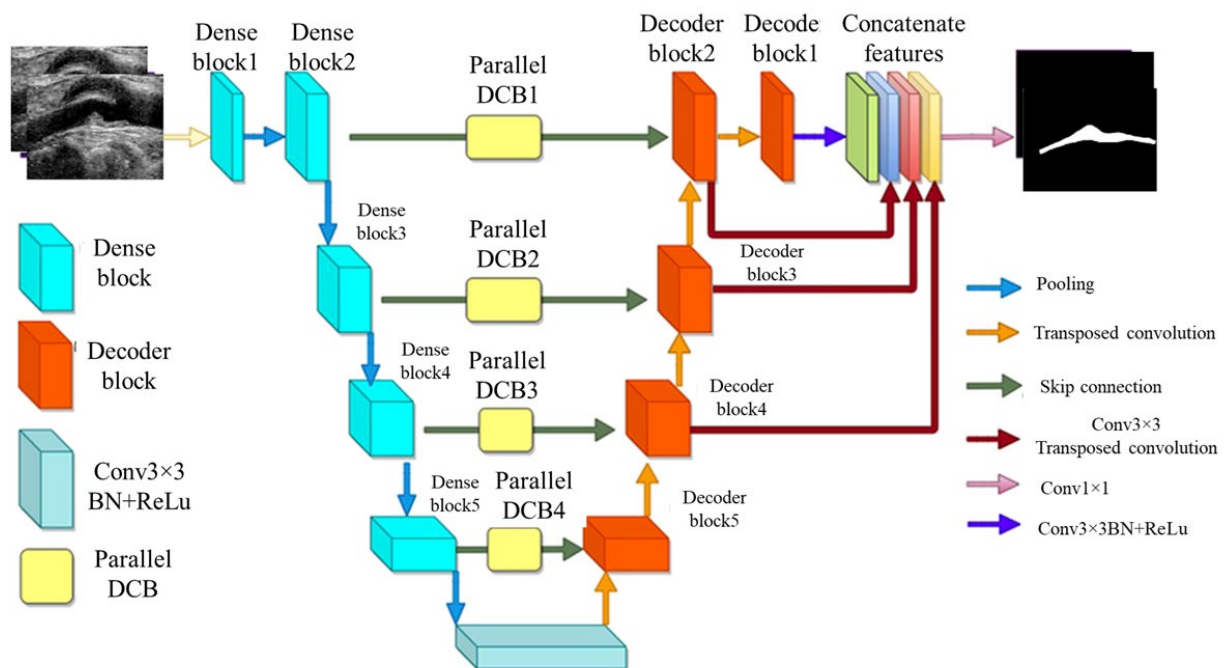 Dense
block1
Dense
block2
Parallel
DCB1
Decoder
block2
Decode
block1
Concatenate
features
Dense
block3
Parallel
DCB2
Decoder
block3
Dense
block4
Parallel
DCB3
Decoder
block4
Dense
block5
Parallel
DCB4
Decoder
block5
Dense
block
Decoder
block
Conv3×3
BN+ReLu
Parallel
DCB
Pooling
Transposed convolution
Skip connection
Conv3×3
Transposed convolution
Conv1×1
Conv3×3BN+ReLu